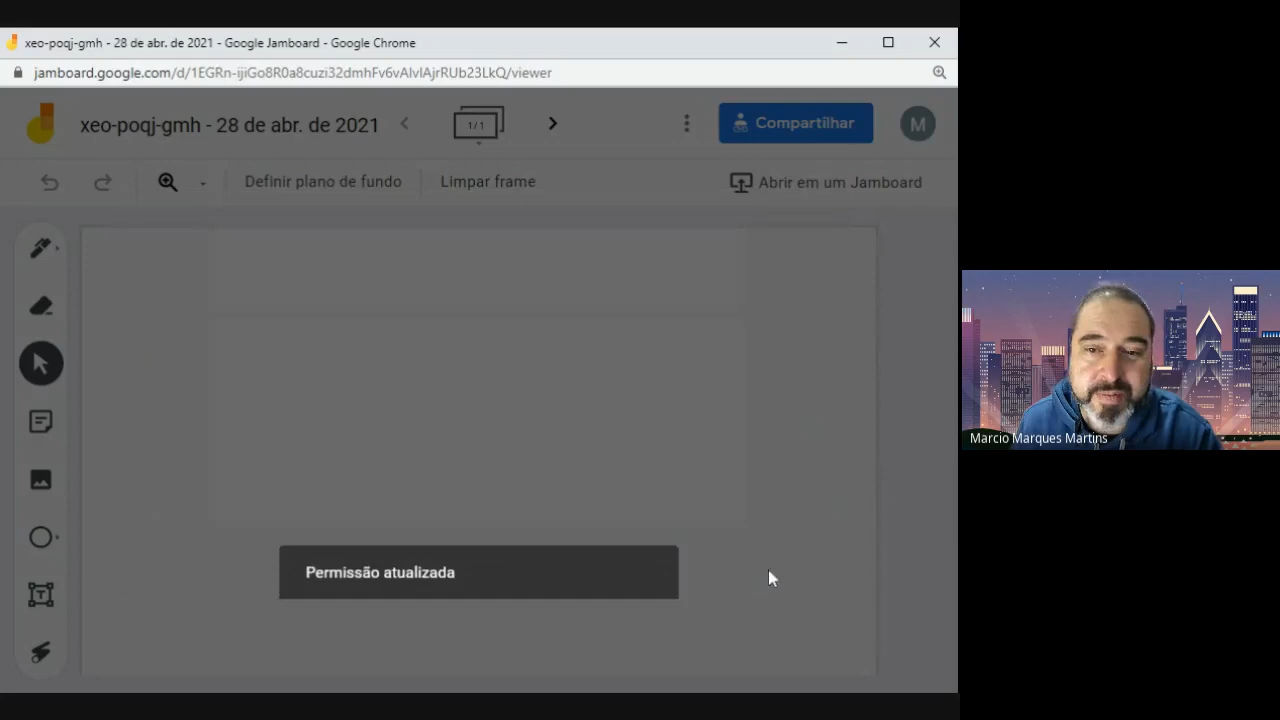 xeo-poqj-gmh - 28 de abr. de 2021 - Google Jamboard - Google Chrome
jamboard.google.com/d/1EGRn-ijiGo8R0a8cuzi32dmhFv6vAlvlAjrRUb23LkQ/viewer
xeo-poqj-gmh - 28 de abr. de 2021
1/1
Compartilhar
M
Definir plano de fundo
Limpar frame
Abrir em um Jamboard
T
Permissão atualizada
Marcio Marques Martins